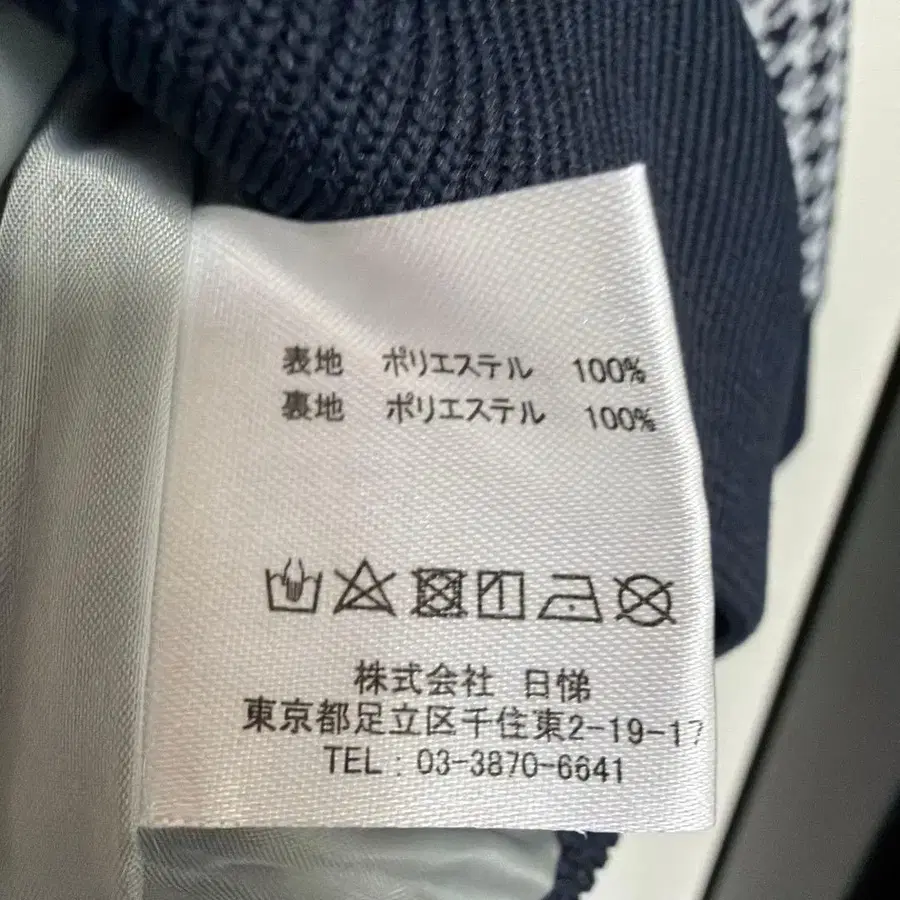 表地 ポリエステル 100%
裏地 ポリエステル 100%
株式会社 日悌
東京都足立区千住東2-19-17
TEL : 03-3870-6641